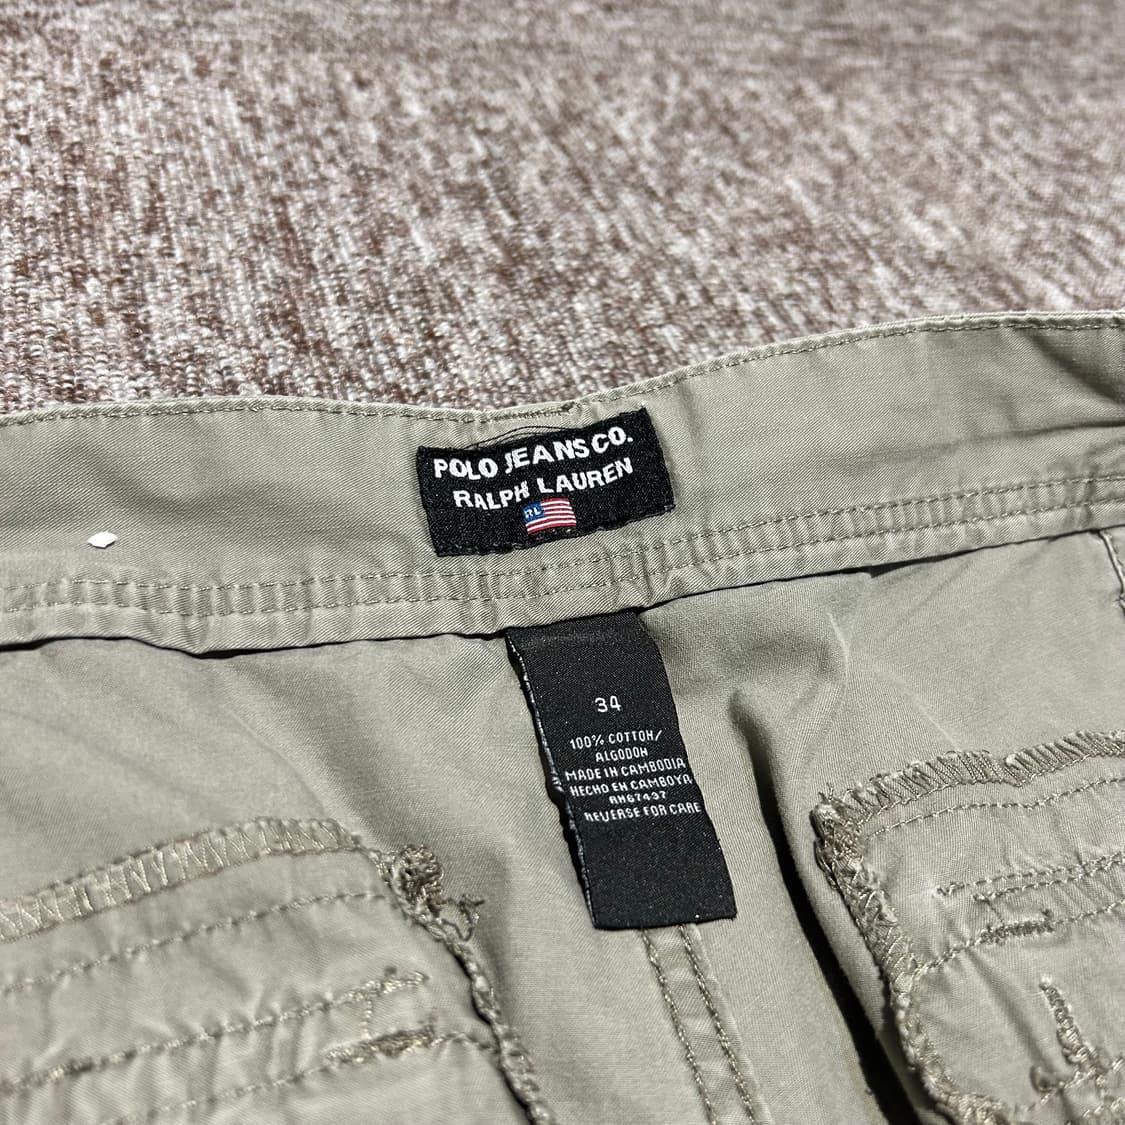 POLO JEANS CO.
RALPH LAUREN
RL
34
100% COTTON/
ALGODON
MADE IN CAMBODIA
HECHO EN CAMBOYA
RN67437
REVERSE FOR CARE